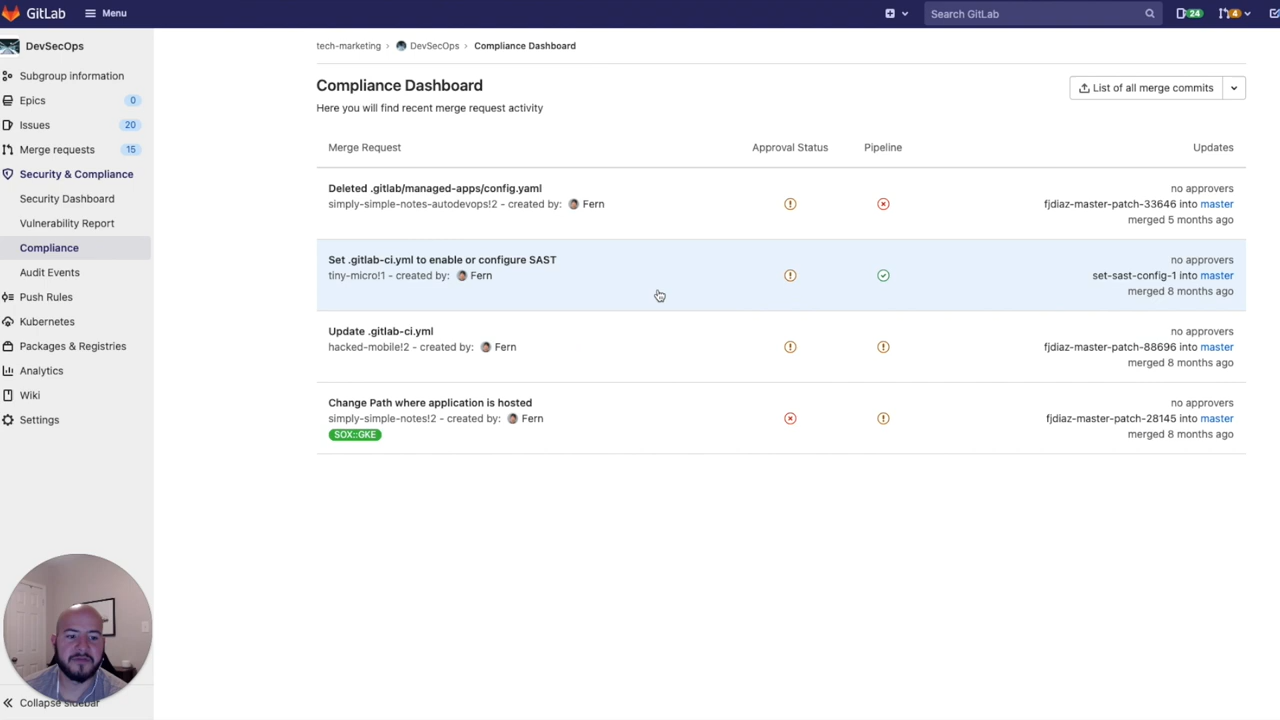 GitLab
Menu
Search GitLab
24
4
DevSecOps
Subgroup information
Epics 0
Issues 20
Merge requests 15
Security & Compliance
Security Dashboard
Vulnerability Report
Compliance
Audit Events
Push Rules
Kubernetes
Packages & Registries
Analytics
Wiki
Settings
Collapse sidebar
tech-marketing › DevSecOps › Compliance Dashboard
Compliance Dashboard
Here you will find recent merge request activity
List of all merge commits
Merge Request Approval Status Pipeline Updates
Deleted .gitlab/managed-apps/config.yaml
simply-simple-notes-autodevops!2 - created by: Fern
no approvers
fjdiaz-master-patch-33646 into master
merged 5 months ago
Set .gitlab-ci.yml to enable or configure SAST
tiny-micro!1 - created by: Fern
no approvers
set-sast-config-1 into master
merged 8 months ago
Update .gitlab-ci.yml
hacked-mobile!2 - created by: Fern
no approvers
fjdiaz-master-patch-88696 into master
merged 8 months ago
Change Path where application is hosted
simply-simple-notes!2 - created by: Fern
SOX::GKE
no approvers
fjdiaz-master-patch-28145 into master
merged 8 months ago